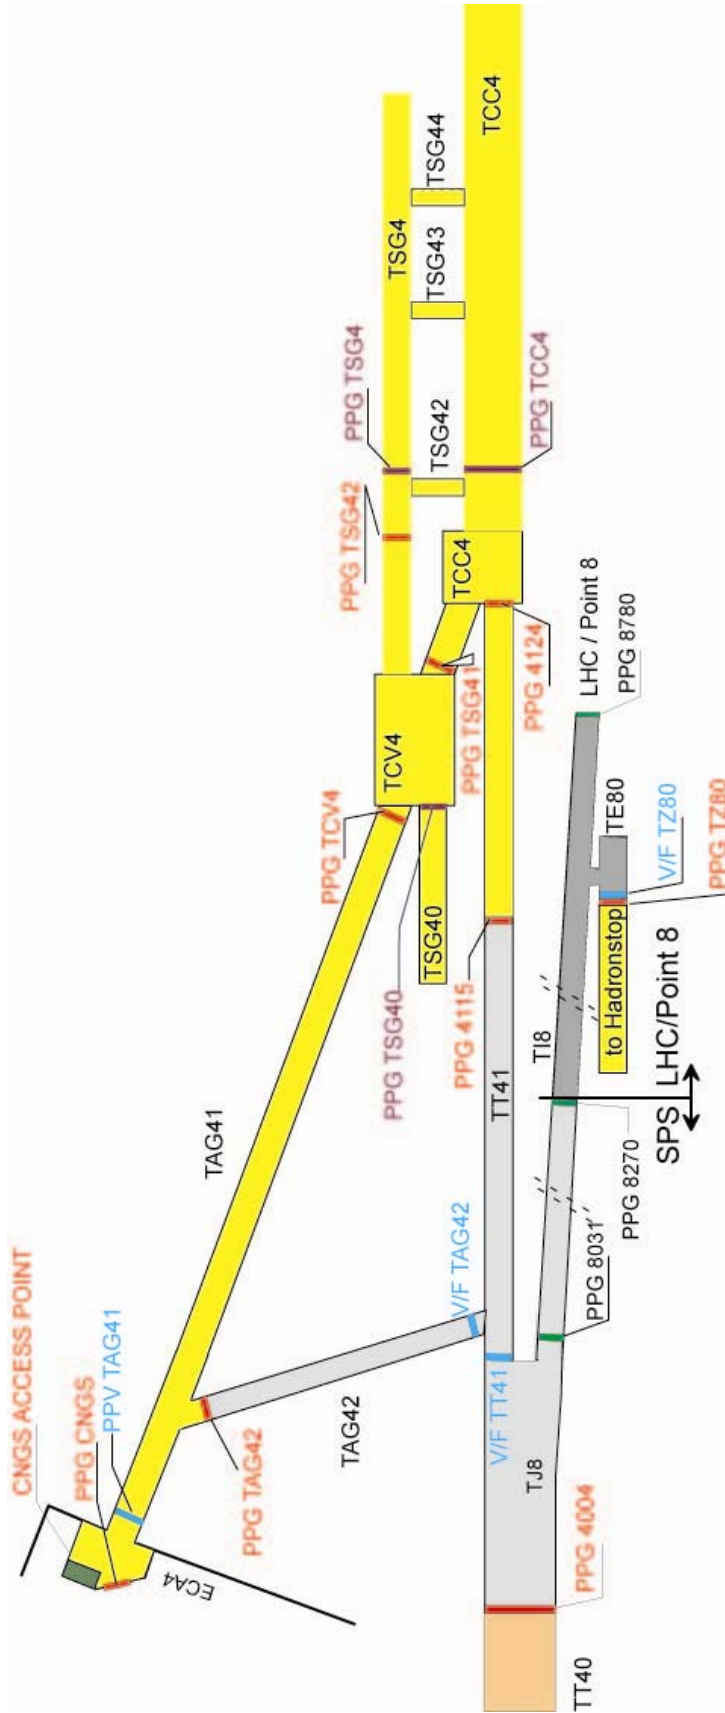 TCC4
TSG44
TSG4
TSG43
PPG TSG4
TSG42
PPG TCC4
PPG TSG42
TCC4
PPG TSG41
PPG 4124
LHC / Point 8
PPG 8780
TCV4
PPG TCV4
TE80
V/F TZ80
PPG TZ80
TSG40
PPG TSG40
PPG 4115
to Hadronstop
TI8
TT41
SPS LHC/Point 8
TAG41
PPG 8270
V/F TAG42
PPG 8031
CNGS ACCESS POINT
PPG CNGS
PPV TAG41
TAG42
PPG TAG42
V/F TT41
TJ8
ECA4
PPG 4004
TT40